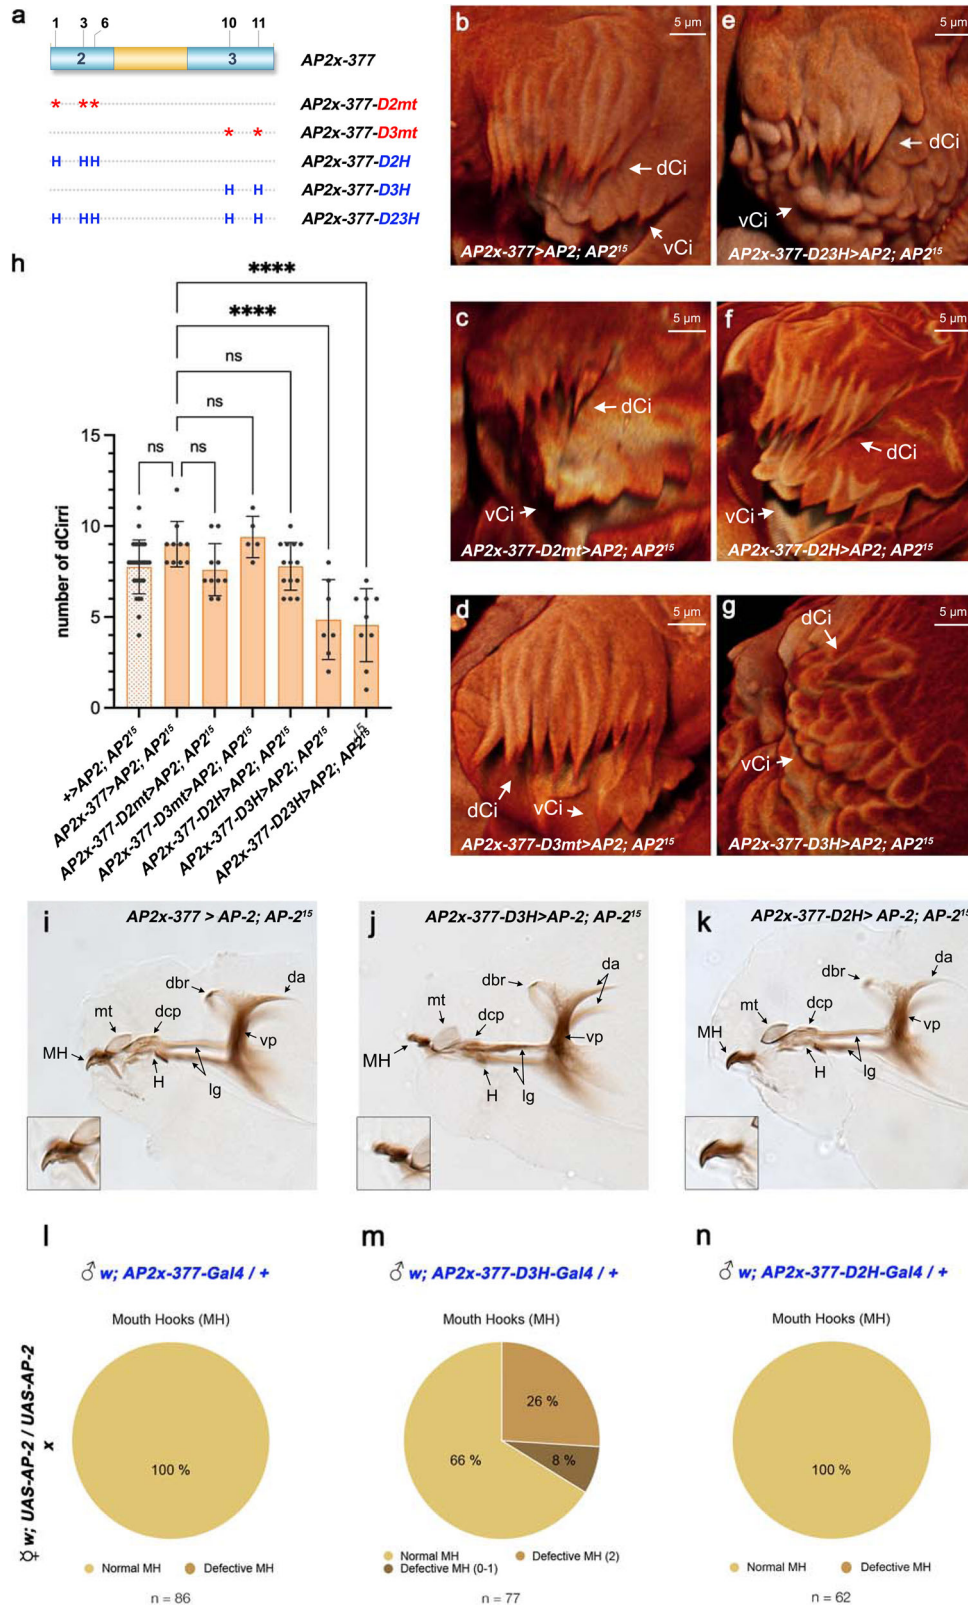 a
1 3 6 10 11
2 3 AP2x-377
* ** AP2x-377-D2mt
* * AP2x-377-D3mt
H H H AP2x-377-D2H
H H AP2x-377-D3H
H H H H H AP2x-377-D23H
b
5 µm
dCi
vCi
AP2x-377>AP2; AP2¹⁵
e
5 µm
dCi
vCi
AP2x-377-D23H>AP2; AP2¹⁵
c
5 µm
dCi
vCi
AP2x-377-D2mt>AP2; AP2¹⁵
f
5 µm
dCi
vCi
AP2x-377-D2H>AP2; AP2¹⁵
d
5 µm
dCi
vCi
AP2x-377-D3mt>AP2; AP2¹⁵
g
5 µm
dCi
vCi
AP2x-377-D3H>AP2; AP2¹⁵
h
****
****
ns
ns
ns ns
15
10
5
0
number of dCirri
+>AP2; AP2¹⁵
AP2x-377>AP2; AP2¹⁵
AP2x-377-D2mt>AP2; AP2¹⁵
AP2x-377-D3mt>AP2; AP2¹⁵
AP2x-377-D2H>AP2; AP2¹⁵
AP2x-377-D3H>AP2; AP2¹⁵
AP2x-377-D23H>AP2; AP2¹⁵
i
AP2x-377 > AP-2; AP-2¹⁵
dbr
da
mt
dcp
vp
MH
H
lg
j
AP2x-377-D3H>AP-2; AP-2¹⁵
dbr
da
mt
dcp
vp
MH
H
lg
k
AP2x-377-D2H> AP-2; AP-2¹⁵
dbr
da
mt
dcp
vp
MH
H
lg
♀ w; UAS-AP-2 / UAS-AP-2
x
l
♂ w; AP2x-377-Gal4 / +
Mouth Hooks (MH)
100 %
Normal MH Defective MH
n = 86
m
♂ w; AP2x-377-D3H-Gal4 / +
Mouth Hooks (MH)
26 %
66 %
8 %
Normal MH Defective MH (2)
Defective MH (0-1)
n = 77
n
♂ w; AP2x-377-D2H-Gal4 / +
Mouth Hooks (MH)
100 %
Normal MH Defective MH
n = 62